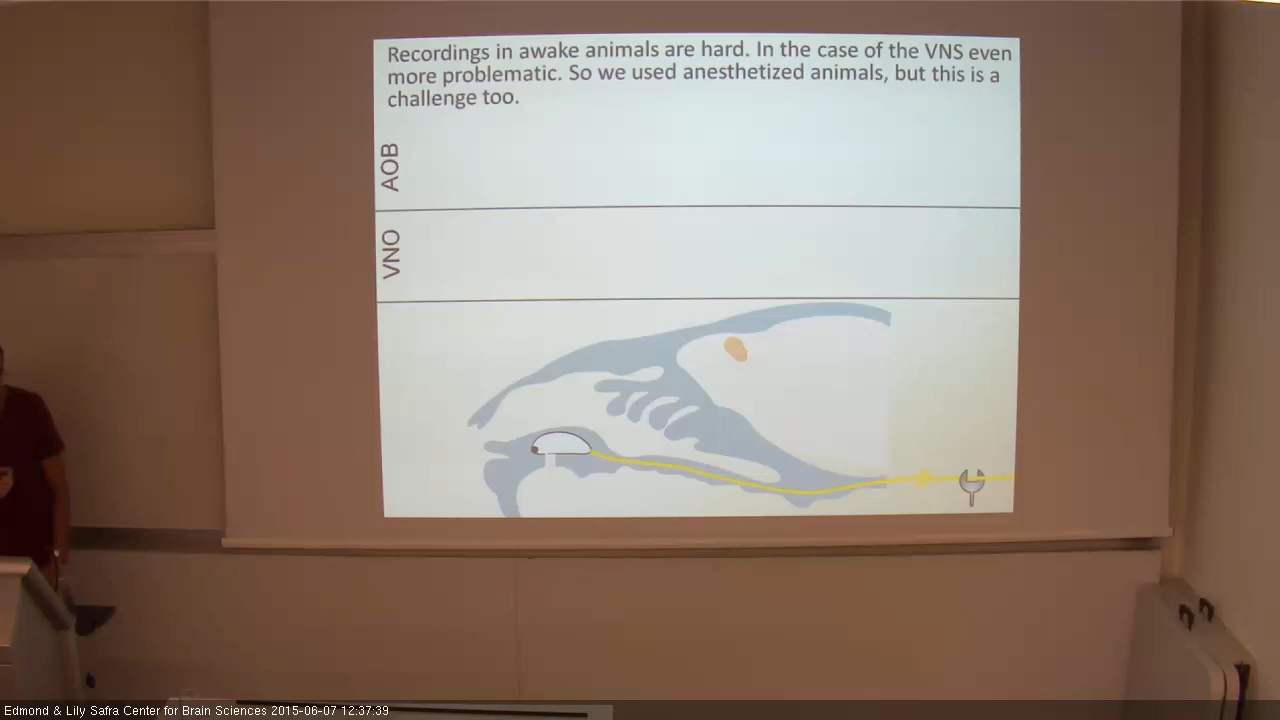 Recordings in awake animals are hard. In the case of the VNS even
more problematic. So we used anesthetized animals, but this is a
challenge too.
AOB
VNO
Edmond & Lily Safra Center for Brain Sciences 2015-06-07 12:37:39